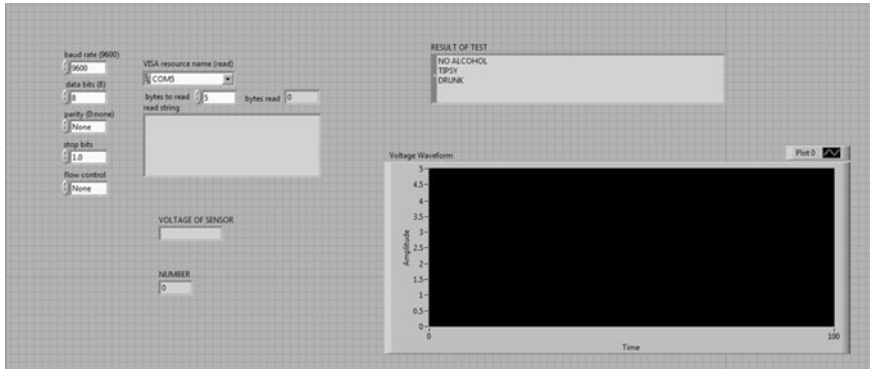 baud rate (9600)
9600
data bits (8)
8
parity (0:none)
None
stop bits
1.0
flow control
None
VISA resource name (read)
COM5
bytes to read
5
bytes read
0
read string
VOLTAGE OF SENSOR
NUMBER
0
RESULT OF TEST
NO ALCOHOL
TIPSY
DRUNK
Voltage Waveform
Plot 0
Amplitude
5
4.5
4
3.5
3
2.5
2
1.5
1
0.5
0
0
100
Time